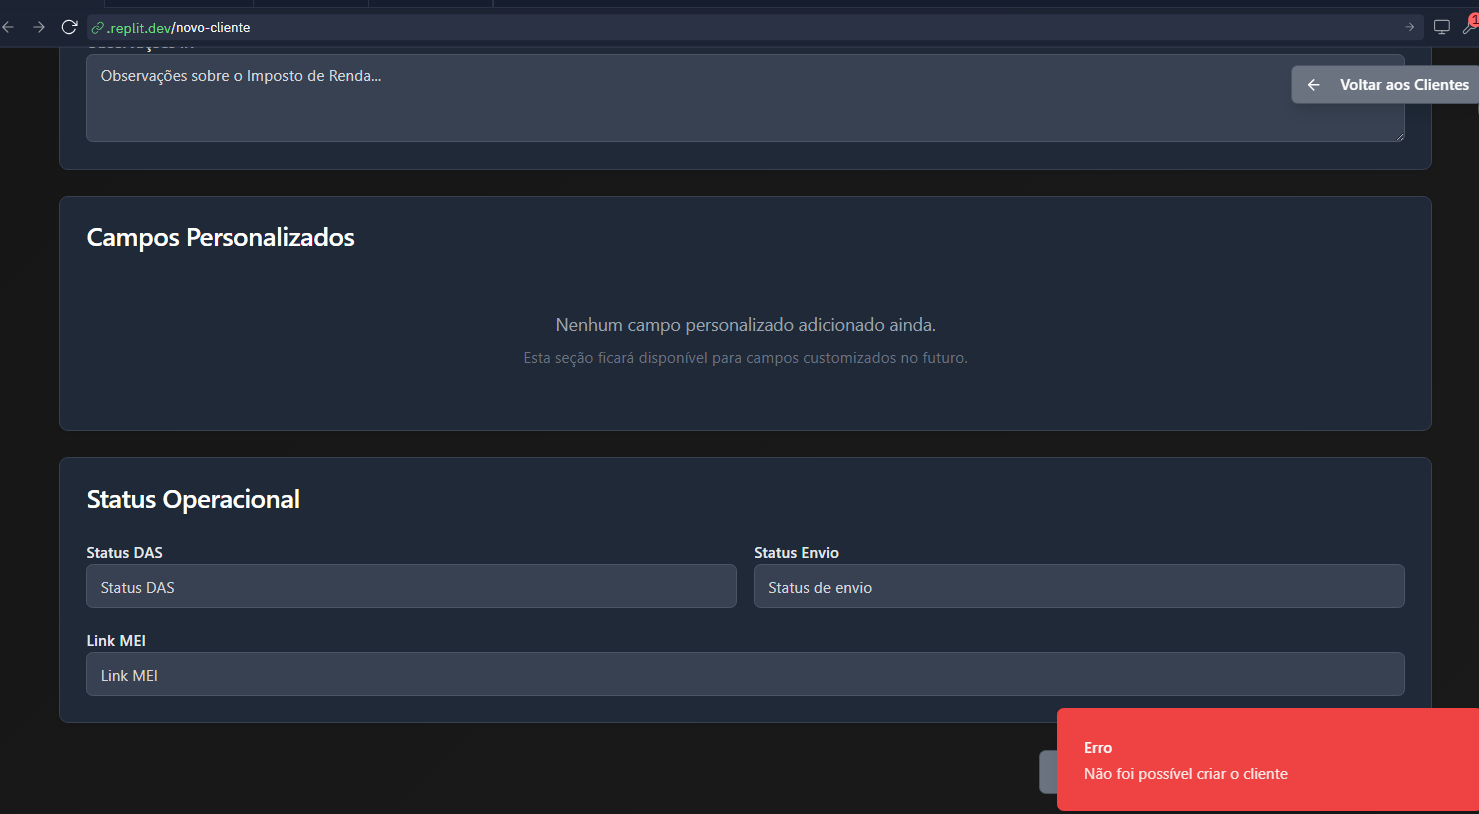 .replit.dev/novo-cliente
1
Observações sobre o Imposto de Renda...
Voltar aos Clientes
Campos Personalizados
Nenhum campo personalizado adicionado ainda.
Esta seção ficará disponível para campos customizados no futuro.
Status Operacional
Status DAS
Status Envio
Status DAS
Status de envio
Link MEI
Link MEI
Erro
Não foi possível criar o cliente